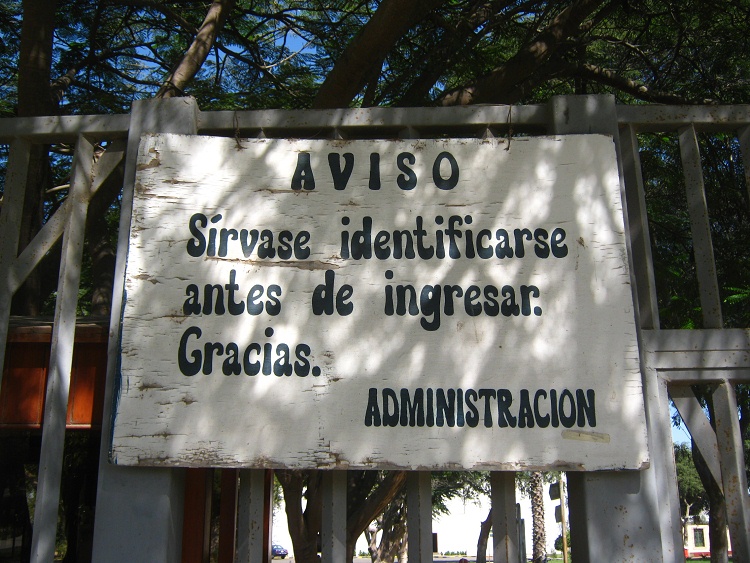 AVISO
Sírvase identificarse
antes de ingresar.
Gracias.
ADMINISTRACION